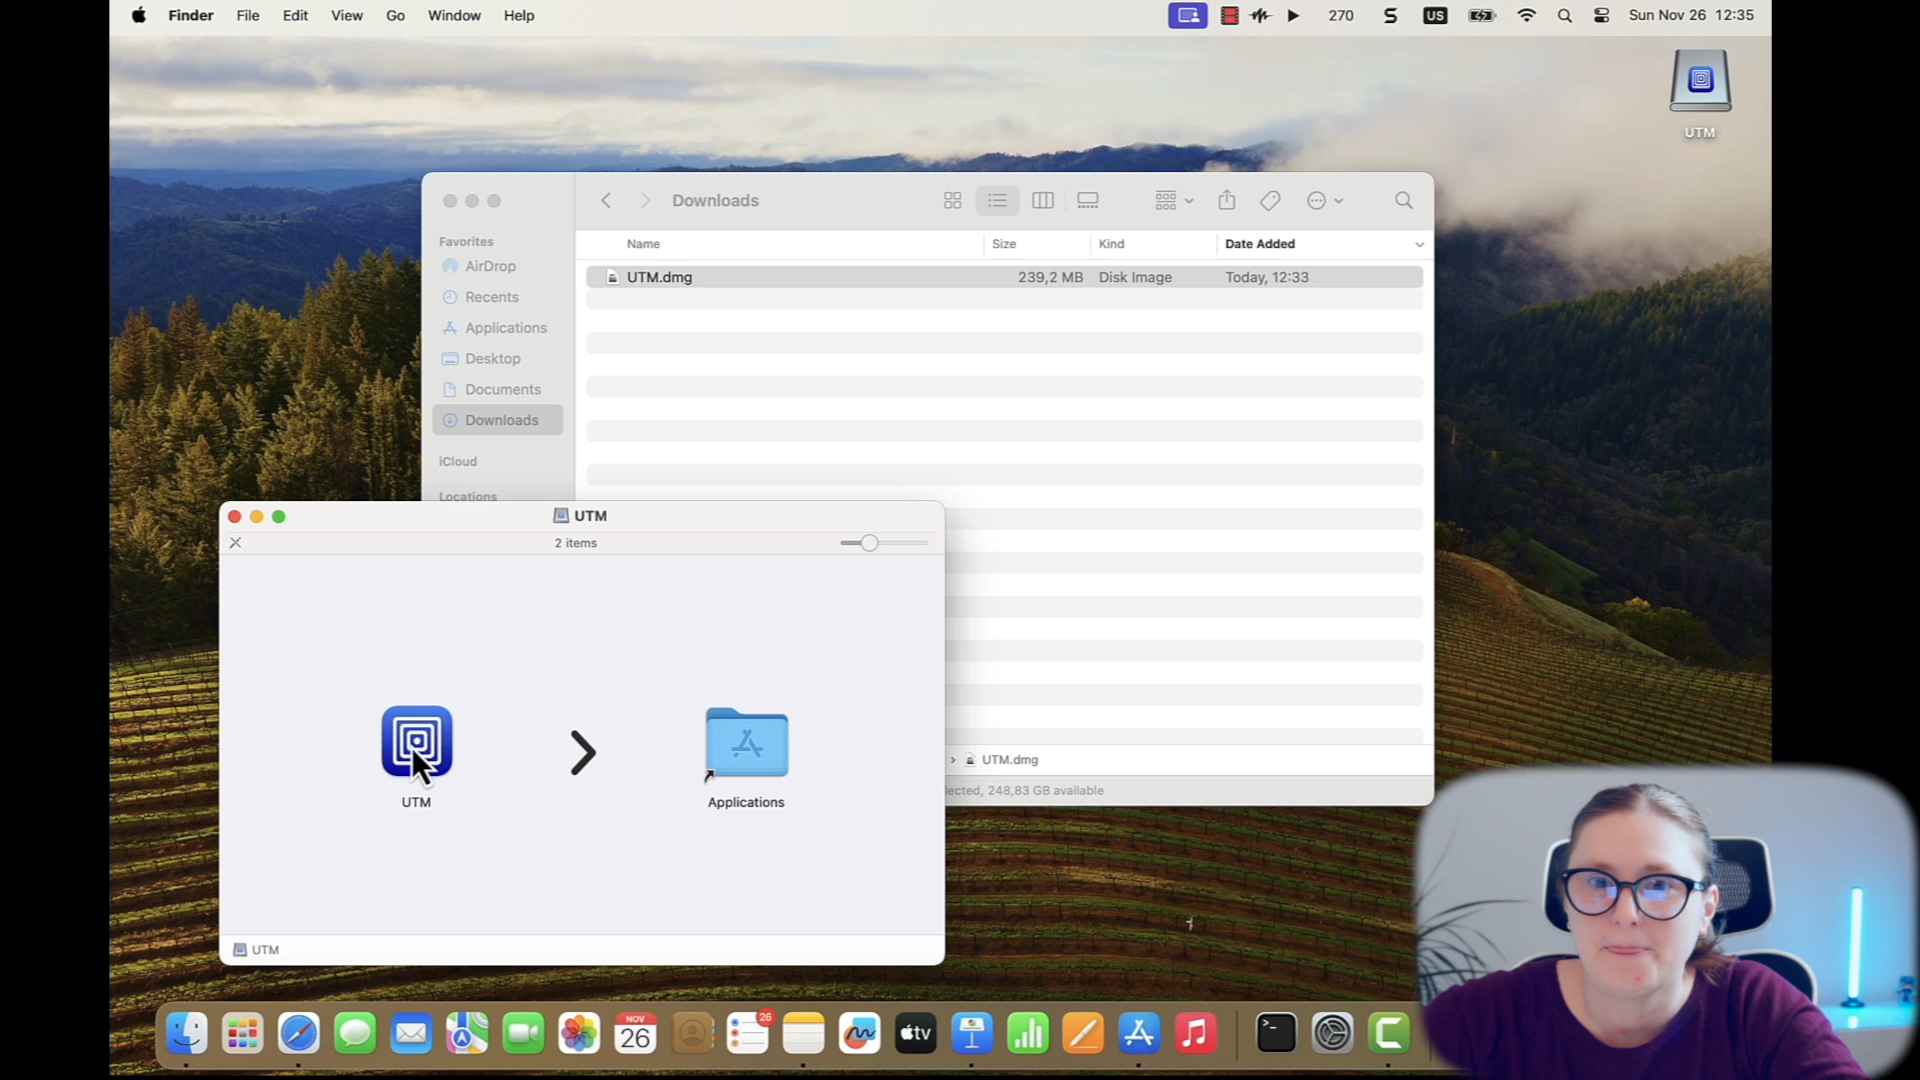 Finder File Edit View Go Window Help 270 US Sun Nov 26 12:35
UTM
Downloads
Favorites
AirDrop
Recents
Applications
Desktop
Documents
Downloads
iCloud
Locations
Name Size Kind Date Added
UTM.dmg 239,2 MB Disk Image Today, 12:33
UTM.dmg
ected, 248,83 GB available
UTM
2 items
UTM
Applications
UTM
NOV
26
26
tv